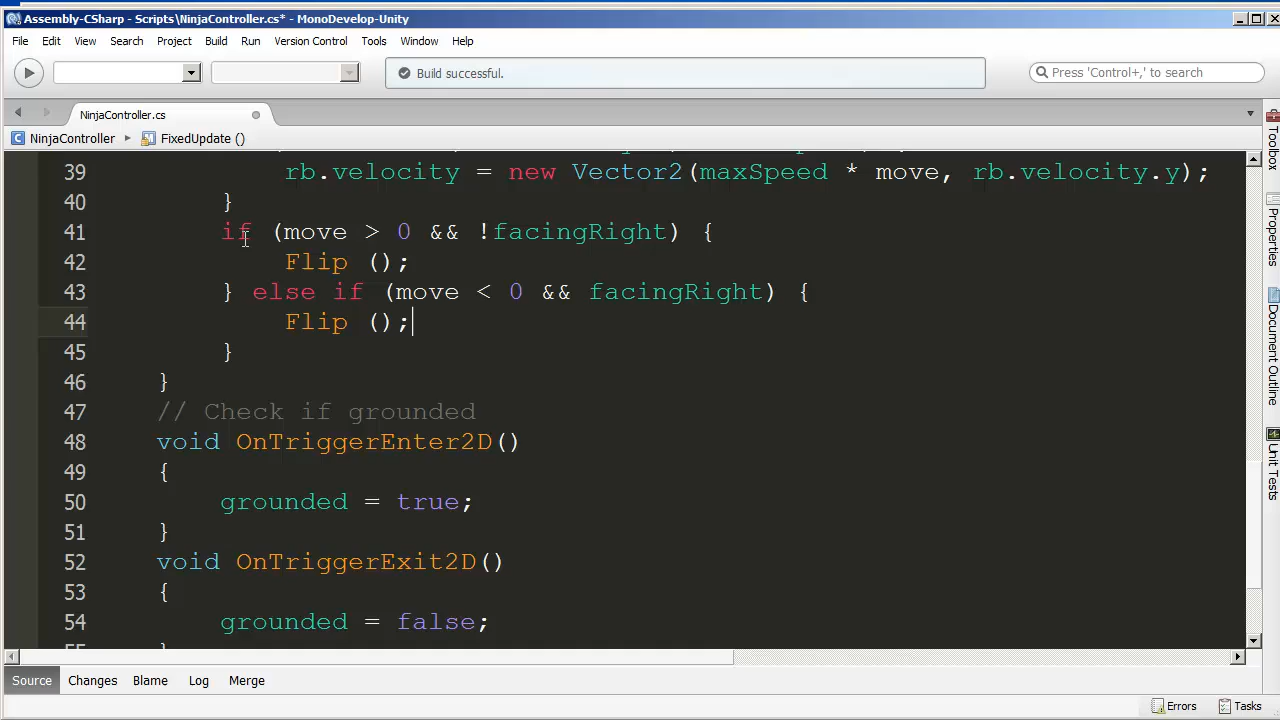 Assembly-CSharp - Scripts\NinjaController.cs* - MonoDevelop-Unity
File Edit View Search Project Build Run Version Control Tools Window Help
Build successful.
Press 'Control+,' to search
NinjaController.cs
NinjaController FixedUpdate ()
39 rb.velocity = new Vector2(maxSpeed * move, rb.velocity.y);
40 }
41 if (move > 0 && !facingRight) {
42 Flip ();
43 } else if (move < 0 && facingRight) {
44 Flip ();
45 }
46 }
47 // Check if grounded
48 void OnTriggerEnter2D()
49 {
50 grounded = true;
51 }
52 void OnTriggerExit2D()
53 {
54 grounded = false;
Toolbox
Properties
Document Outline
Unit Tests
Source Changes Blame Log Merge
Errors Tasks